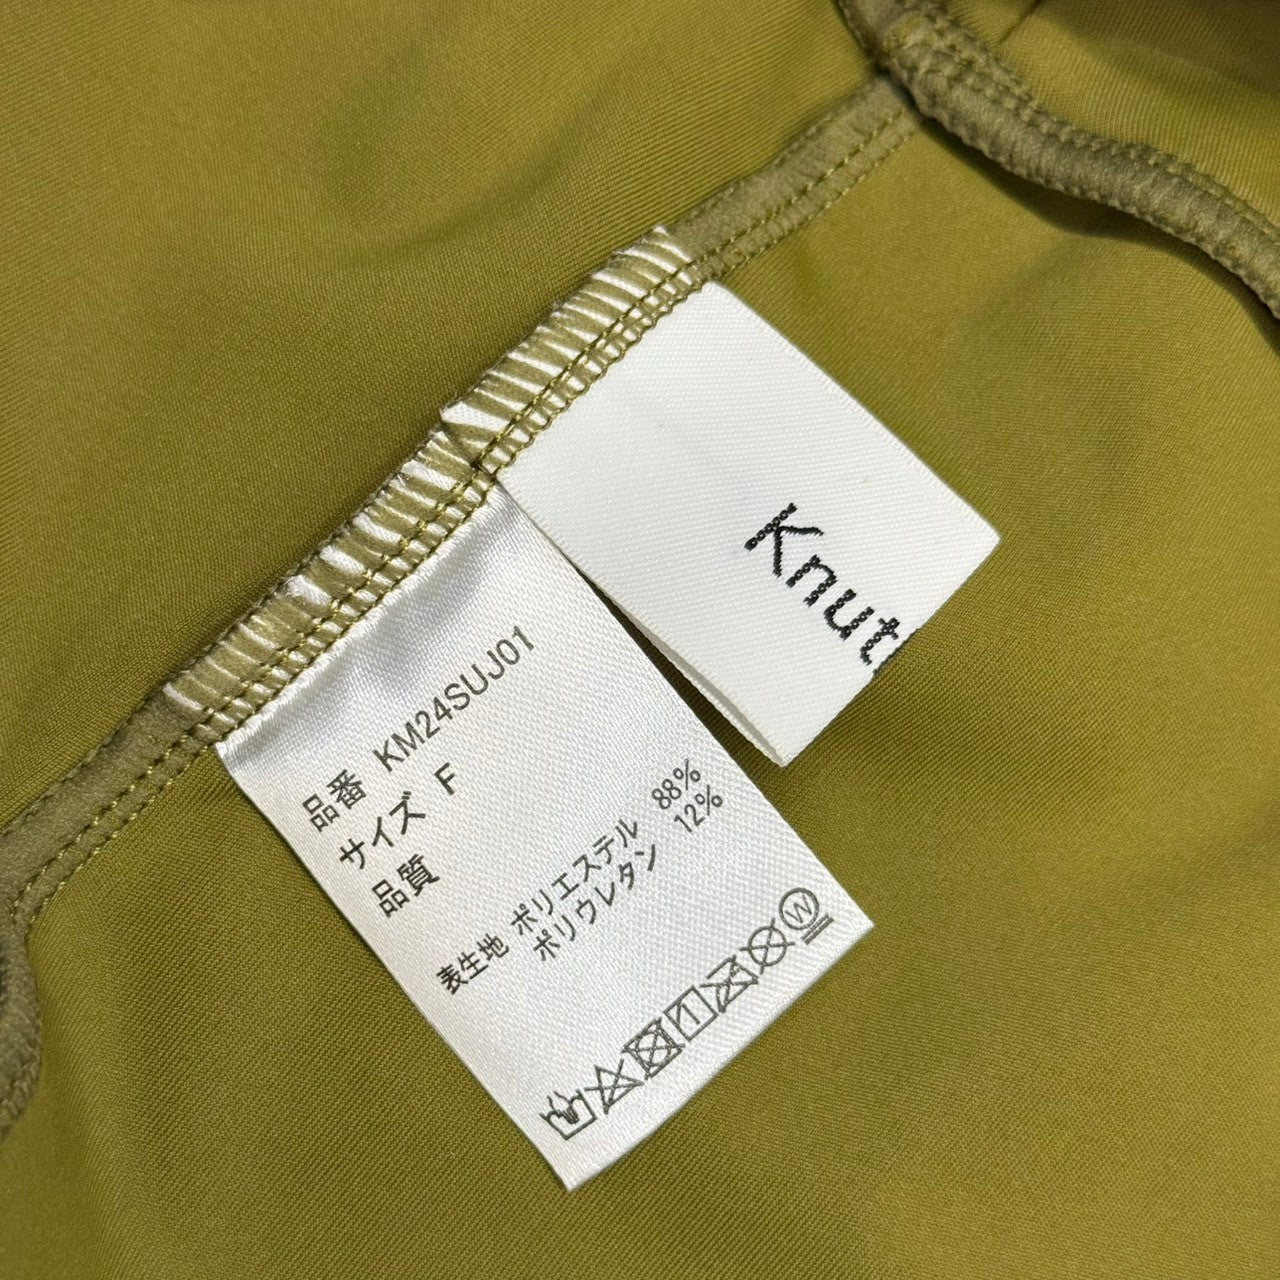 Knut
品番 KM24SUJ01
サイズ F
品質
表生地 ポリエステル 88%
ポリウレタン 12%
1
W